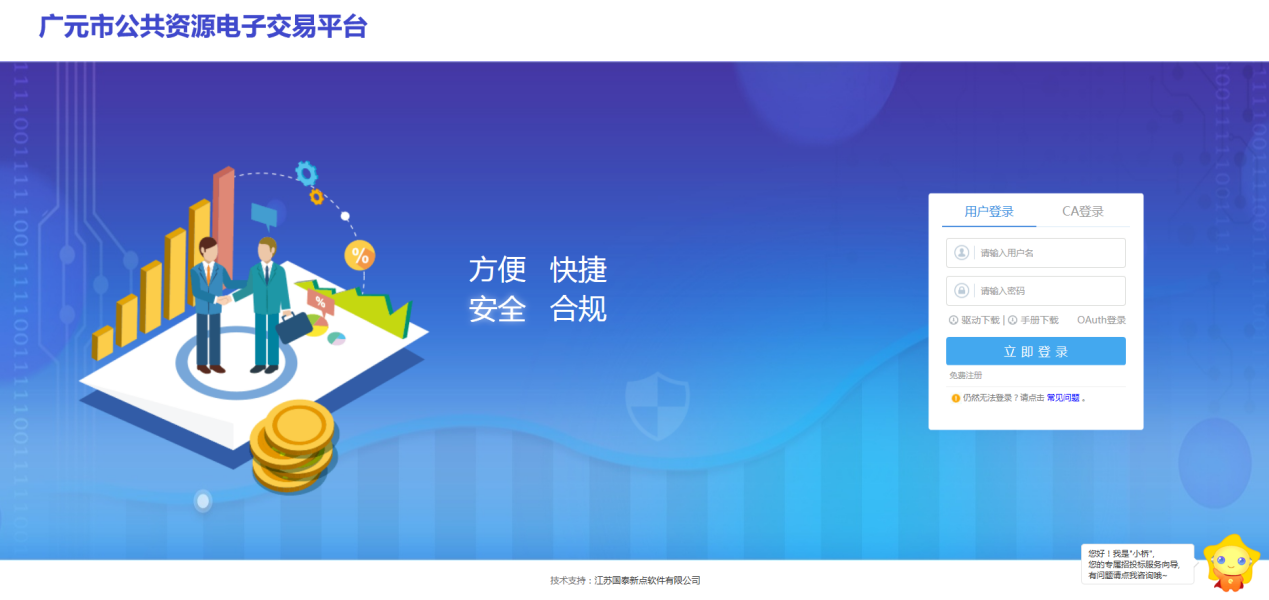 广元市公共资源电子交易平台
方便 快捷
安全 合规
%
%
用户登录 CA登录
请输入用户名
请输入密码
驱动下载 | 手册下载 OAuth登录
立即登录
免费注册
仍然无法登录？请点击 常见问题 。
您好！我是"小桥",
您的专属招投标服务向导,
有问题请点我咨询哦~
技术支持：江苏国泰新点软件有限公司